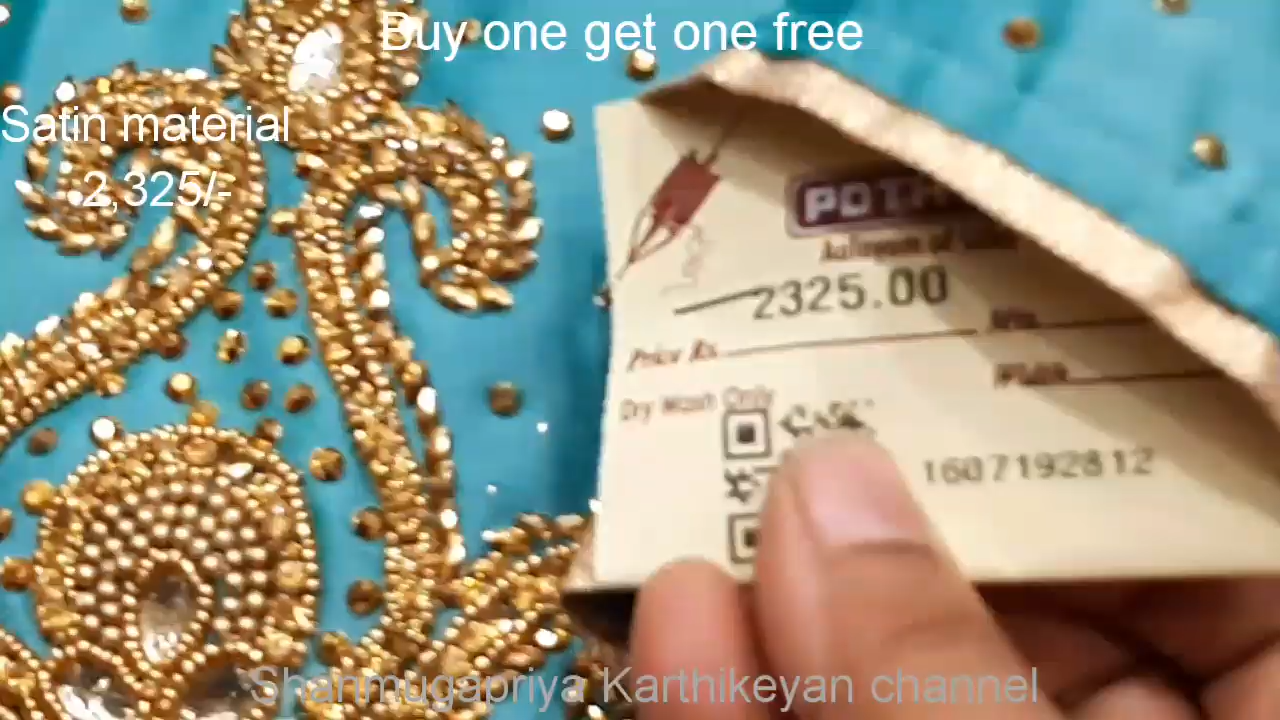 Buy one get one free
Satin material
2,325/-
2325.00
Price Rs.
Dry Wash Only
1607192812
Shanmugapriya Karthikeyan channel